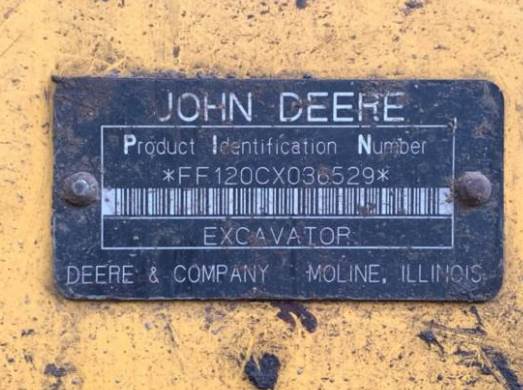 JOHN DEERE
Product Identification Number
*FF120CX036529*
EXCAVATOR
DEERE & COMPANY MOLINE, ILLINOIS